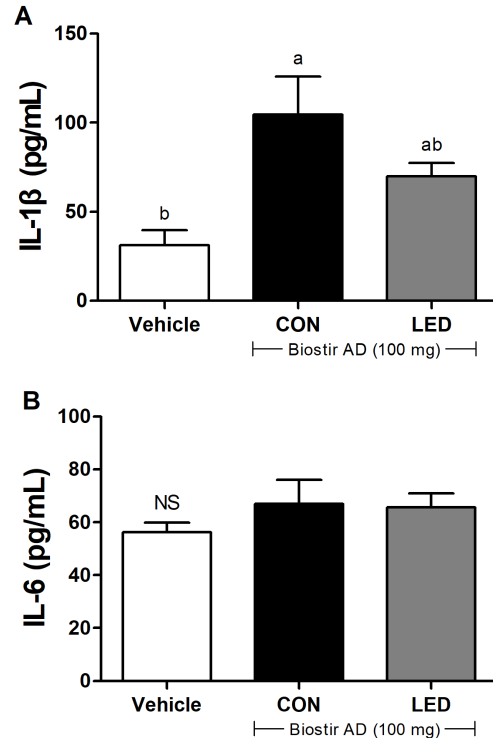 A
IL-1β (pg/mL)
150
100
50
0
b
a
ab
Vehicle
CON
LED
Biostir AD (100 mg)
B
IL-6 (pg/mL)
100
80
60
40
20
0
NS
Vehicle
CON
LED
Biostir AD (100 mg)